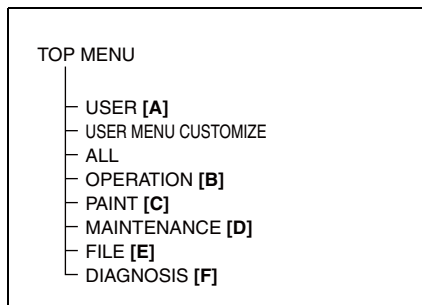 TOP MENU
USER [A]
USER MENU CUSTOMIZE
ALL
OPERATION [B]
PAINT [C]
MAINTENANCE [D]
FILE [E]
DIAGNOSIS [F]